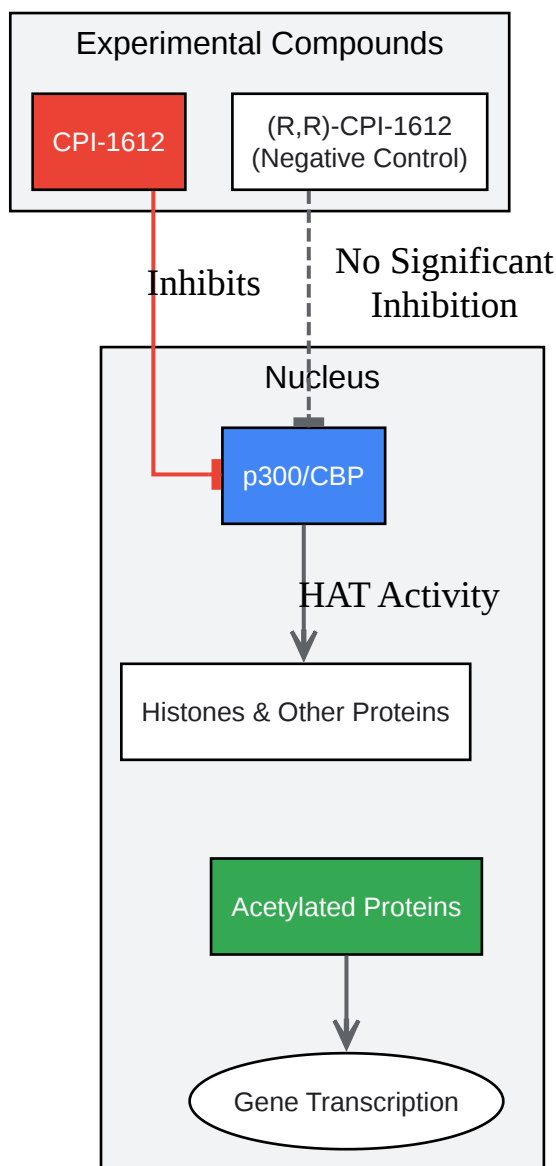 Experimental Compounds
CPI-1612
(R,R)-CPI-1612
(Negative Control)
Inhibits
No Significant
Inhibition
Nucleus
p300/CBP
HAT Activity
Histones & Other Proteins
Acetylated Proteins
Gene Transcription